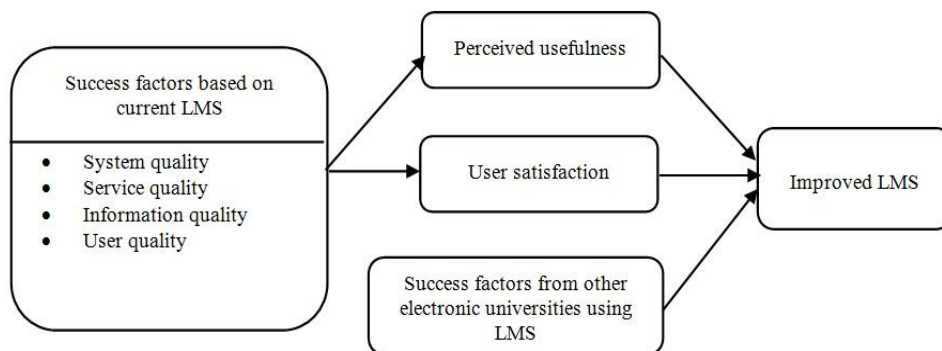 Success factors based on
current LMS
• System quality
• Service quality
• Information quality
• User quality
Perceived usefulness
User satisfaction
Success factors from other
electronic universities using
LMS
Improved LMS